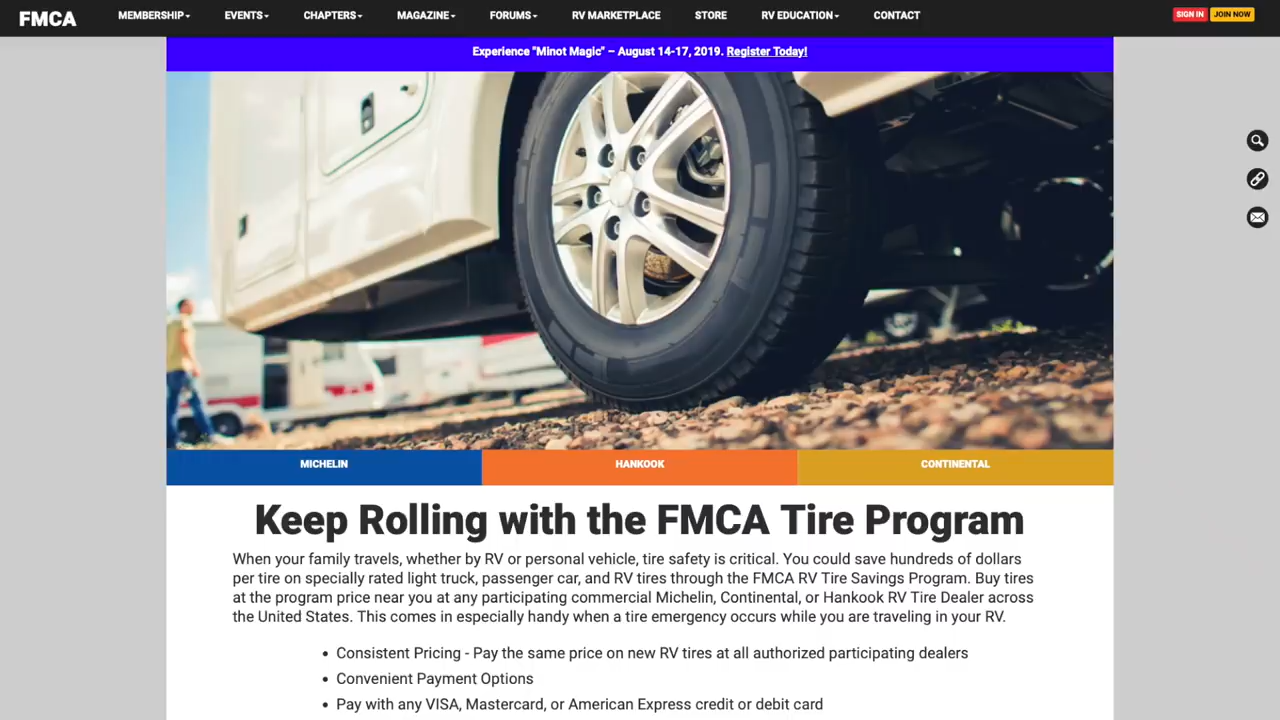 FMCA
MEMBERSHIP
EVENTS
CHAPTERS
MAGAZINE
FORUMS
RV MARKETPLACE
STORE
RV EDUCATION
CONTACT
SIGN IN
JOIN NOW
Experience "Minot Magic" – August 14-17, 2019. Register Today!
MICHELIN
HANKOOK
CONTINENTAL
Keep Rolling with the FMCA Tire Program
When your family travels, whether by RV or personal vehicle, tire safety is critical. You could save hundreds of dollars
per tire on specially rated light truck, passenger car, and RV tires through the FMCA RV Tire Savings Program. Buy tires
at the program price near you at any participating commercial Michelin, Continental, or Hankook RV Tire Dealer across
the United States. This comes in especially handy when a tire emergency occurs while you are traveling in your RV.
• Consistent Pricing - Pay the same price on new RV tires at all authorized participating dealers
• Convenient Payment Options
• Pay with any VISA, Mastercard, or American Express credit or debit card